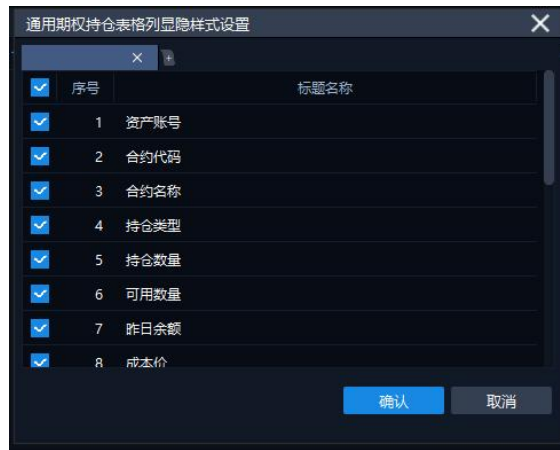 通用期权持仓表格列显隐样式设置
序号 标题名称
1 资产账号
2 合约代码
3 合约名称
4 持仓类型
5 持仓数量
6 可用数量
7 昨日余额
8 成本价
确认 取消